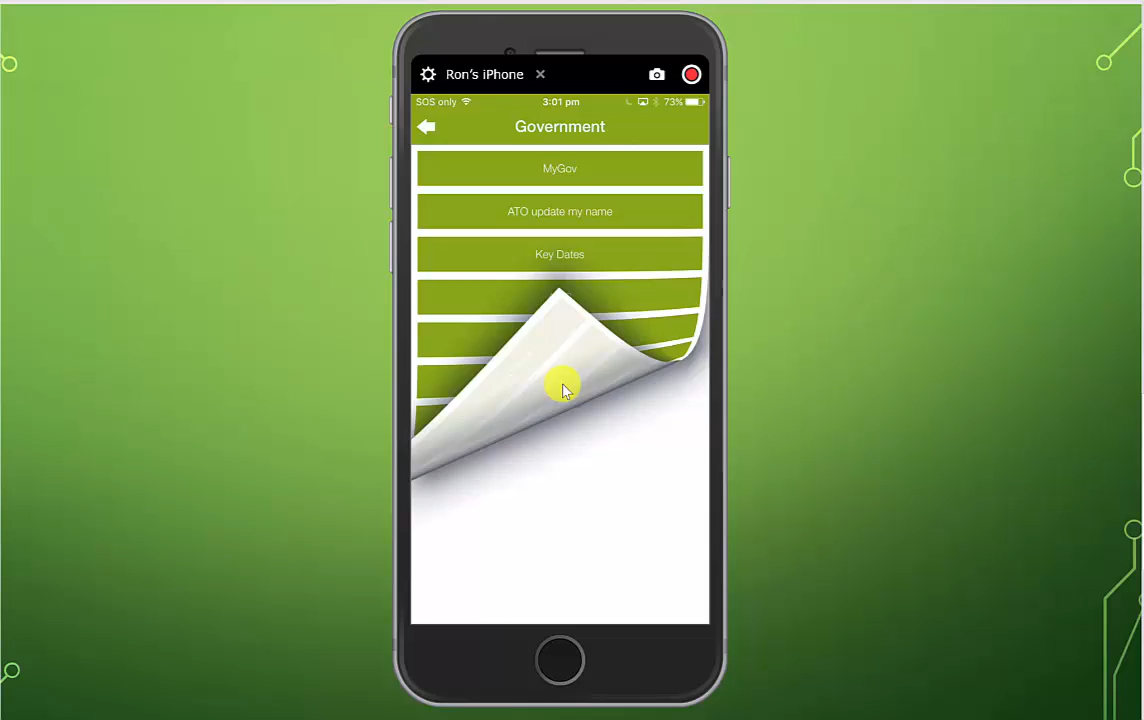 Ron's iPhone
SOS only 3:01 pm 73%
Government
MyGov
ATO update my name
Key Dates